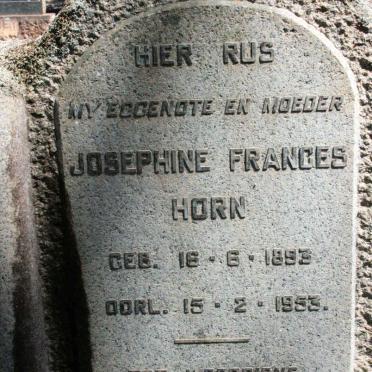 HIER RUS
MY EGGENOTE EN MOEDER
JOSEPHINE FRANCES
HORN
GEB. 18 · 6 · 1893
OORL. 15 · 2 · 1953.